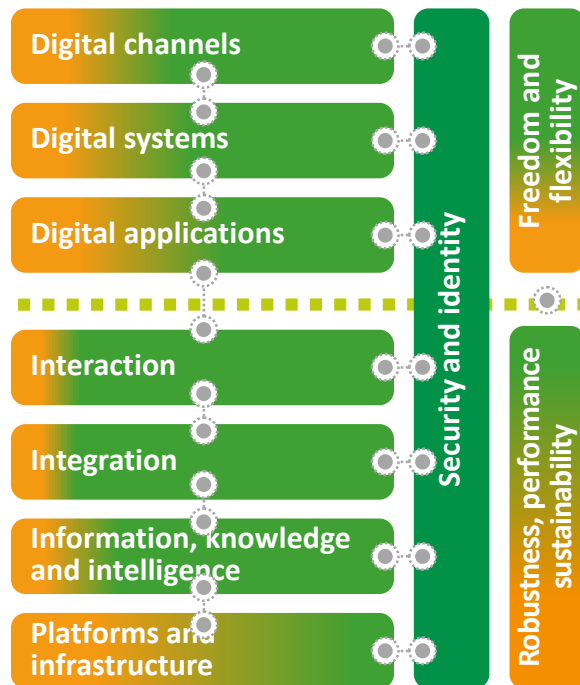 Digital channels
Digital systems
Digital applications
Interaction
Integration
Information, knowledge
and intelligence
Platforms and
infrastructure
Security and identity
Freedom and
flexibility
Robustness, performance
sustainability